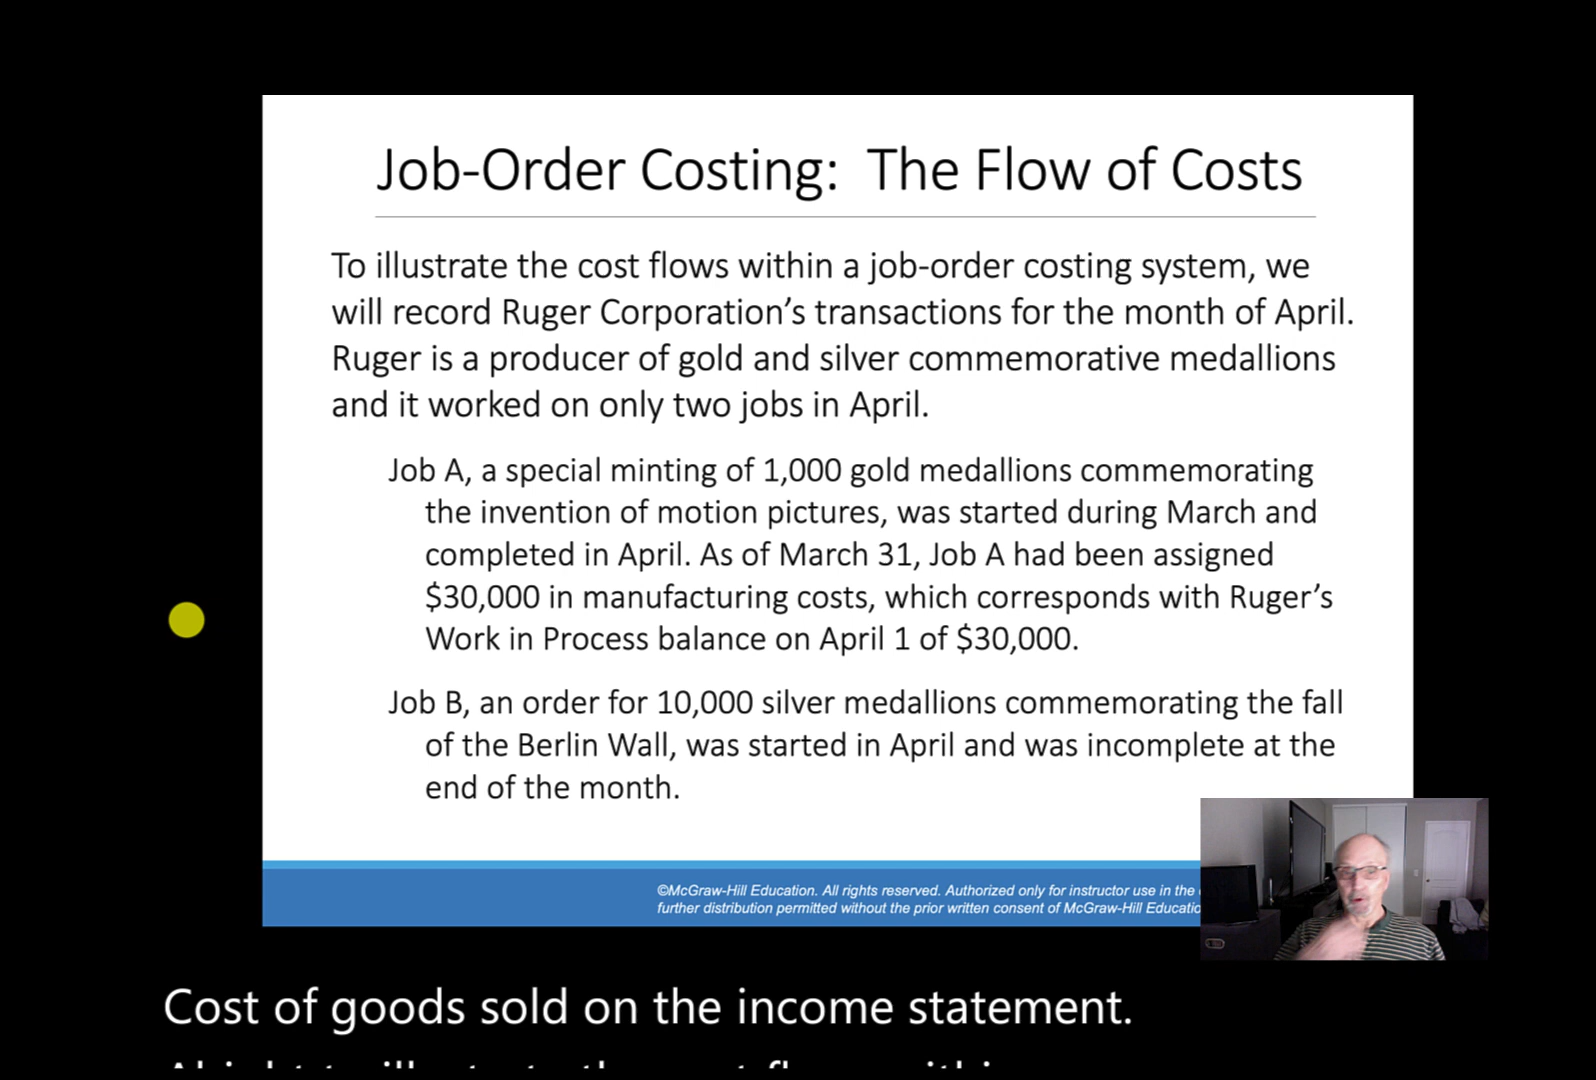 Job-Order Costing: The Flow of Costs
To illustrate the cost flows within a job-order costing system, we
will record Ruger Corporation’s transactions for the month of April.
Ruger is a producer of gold and silver commemorative medallions
and it worked on only two jobs in April.
Job A, a special minting of 1,000 gold medallions commemorating
the invention of motion pictures, was started during March and
completed in April. As of March 31, Job A had been assigned
$30,000 in manufacturing costs, which corresponds with Ruger’s
Work in Process balance on April 1 of $30,000.
Job B, an order for 10,000 silver medallions commemorating the fall
of the Berlin Wall, was started in April and was incomplete at the
end of the month.
©McGraw-Hill Education. All rights reserved. Authorized only for instructor use in the
further distribution permitted without the prior written consent of McGraw-Hill Educatio
Cost of goods sold on the income statement.